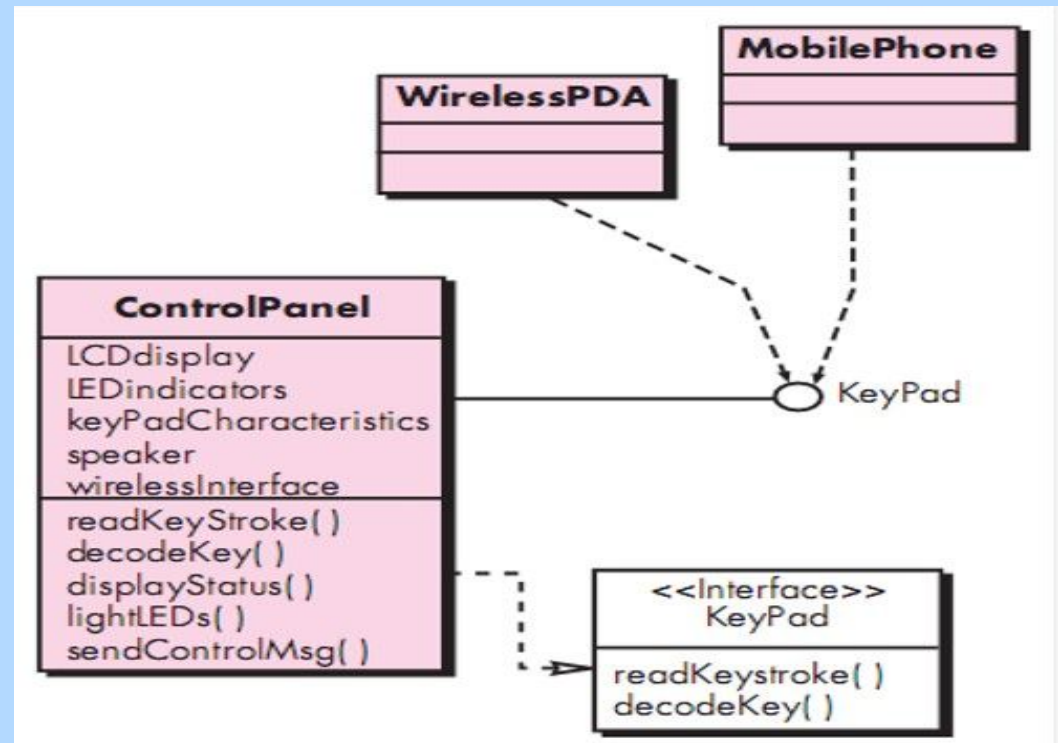 MobilePhone
WirelessPDA
ControlPanel
LCDdisplay
LEDindicators
keyPadCharacteristics
speaker
wirelessInterface
readKeyStroke( )
decodeKey( )
displayStatus( )
lightLEDs( )
sendControlMsg( )
KeyPad
<<Interface>>
KeyPad
readKeystroke( )
decodeKey( )